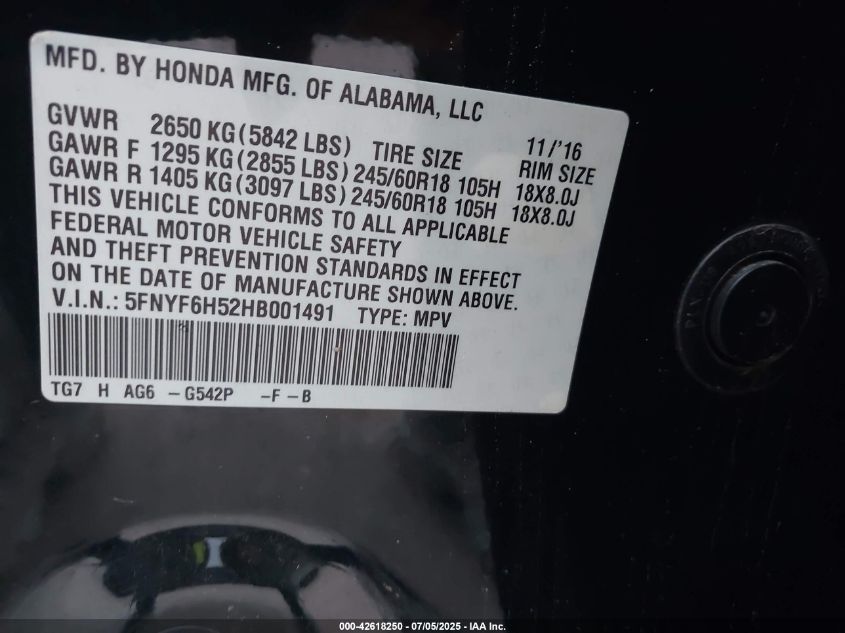 MFD. BY HONDA MFG. OF ALABAMA, LLC
11/'16
GVWR 2650 KG (5842 LBS) TIRE SIZE RIM SIZE
GAWR F 1295 KG (2855 LBS) 245/60R18 105H 18X8.0J
GAWR R 1405 KG (3097 LBS) 245/60R18 105H 18X8.0J
THIS VEHICLE CONFORMS TO ALL APPLICABLE
FEDERAL MOTOR VEHICLE SAFETY
AND THEFT PREVENTION STANDARDS IN EFFECT
ON THE DATE OF MANUFACTURE SHOWN ABOVE.
V.I.N.: 5FNYF6H52HB001491 TYPE: MPV
TG7 H AG6 -G542P -F -B
000-42618250 - 07/05/2025 - IAA Inc.